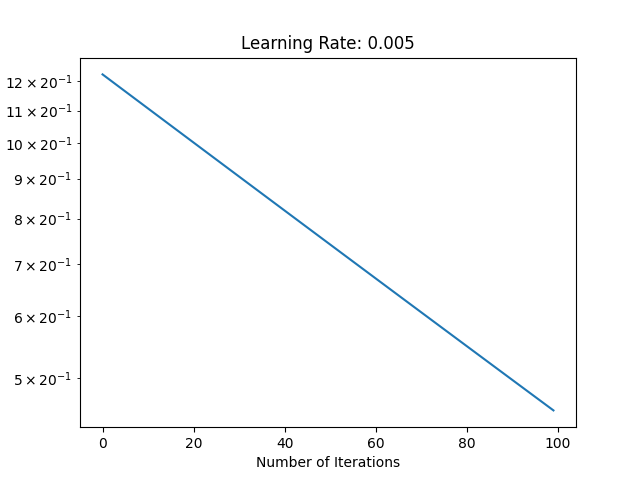 Learning Rate: 0.005
12 × 20⁻¹
11 × 20⁻¹
10 × 20⁻¹
9 × 20⁻¹
8 × 20⁻¹
7 × 20⁻¹
6 × 20⁻¹
5 × 20⁻¹
0 20 40 60 80 100
Number of Iterations